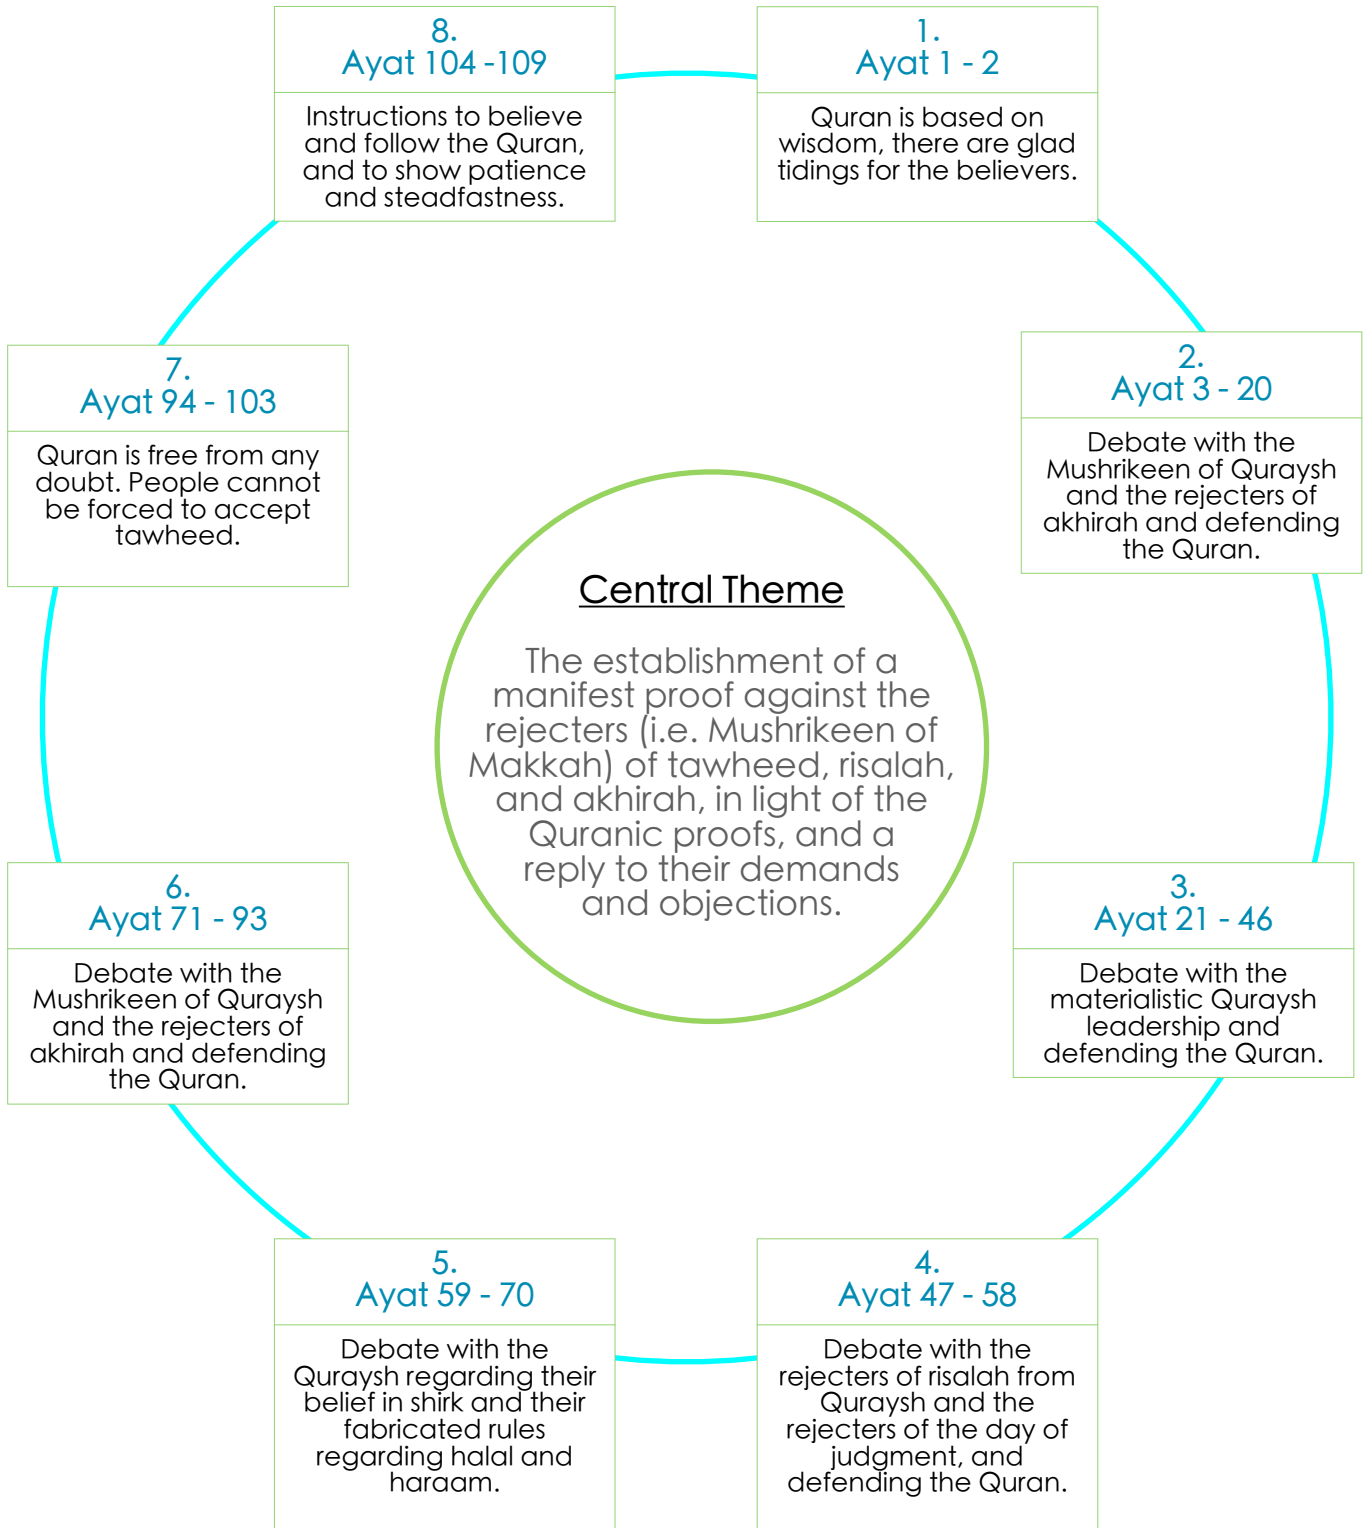 1.
Ayat 1 - 2
Quran is based on
wisdom, there are glad
tidings for the believers.
2.
Ayat 3 - 20
Debate with the
Mushrikeen of Quraysh
and the rejecters of
akhirah and defending
the Quran.
3.
Ayat 21 - 46
Debate with the
materialistic Quraysh
leadership and
defending the Quran.
4.
Ayat 47 - 58
Debate with the
rejecters of risalah from
Quraysh and the
rejecters of the day of
judgment, and
defending the Quran.
5.
Ayat 59 - 70
Debate with the
Quraysh regarding their
belief in shirk and their
fabricated rules
regarding halal and
haraam.
6.
Ayat 71 - 93
Debate with the
Mushrikeen of Quraysh
and the rejecters of
akhirah and defending
the Quran.
7.
Ayat 94 - 103
Quran is free from any
doubt. People cannot
be forced to accept
tawheed.
8.
Ayat 104 -109
Instructions to believe
and follow the Quran,
and to show patience
and steadfastness.
Central Theme
The establishment of a
manifest proof against the
rejecters (i.e. Mushrikeen of
Makkah) of tawheed, risalah,
and akhirah, in light of the
Quranic proofs, and a
reply to their demands
and objections.